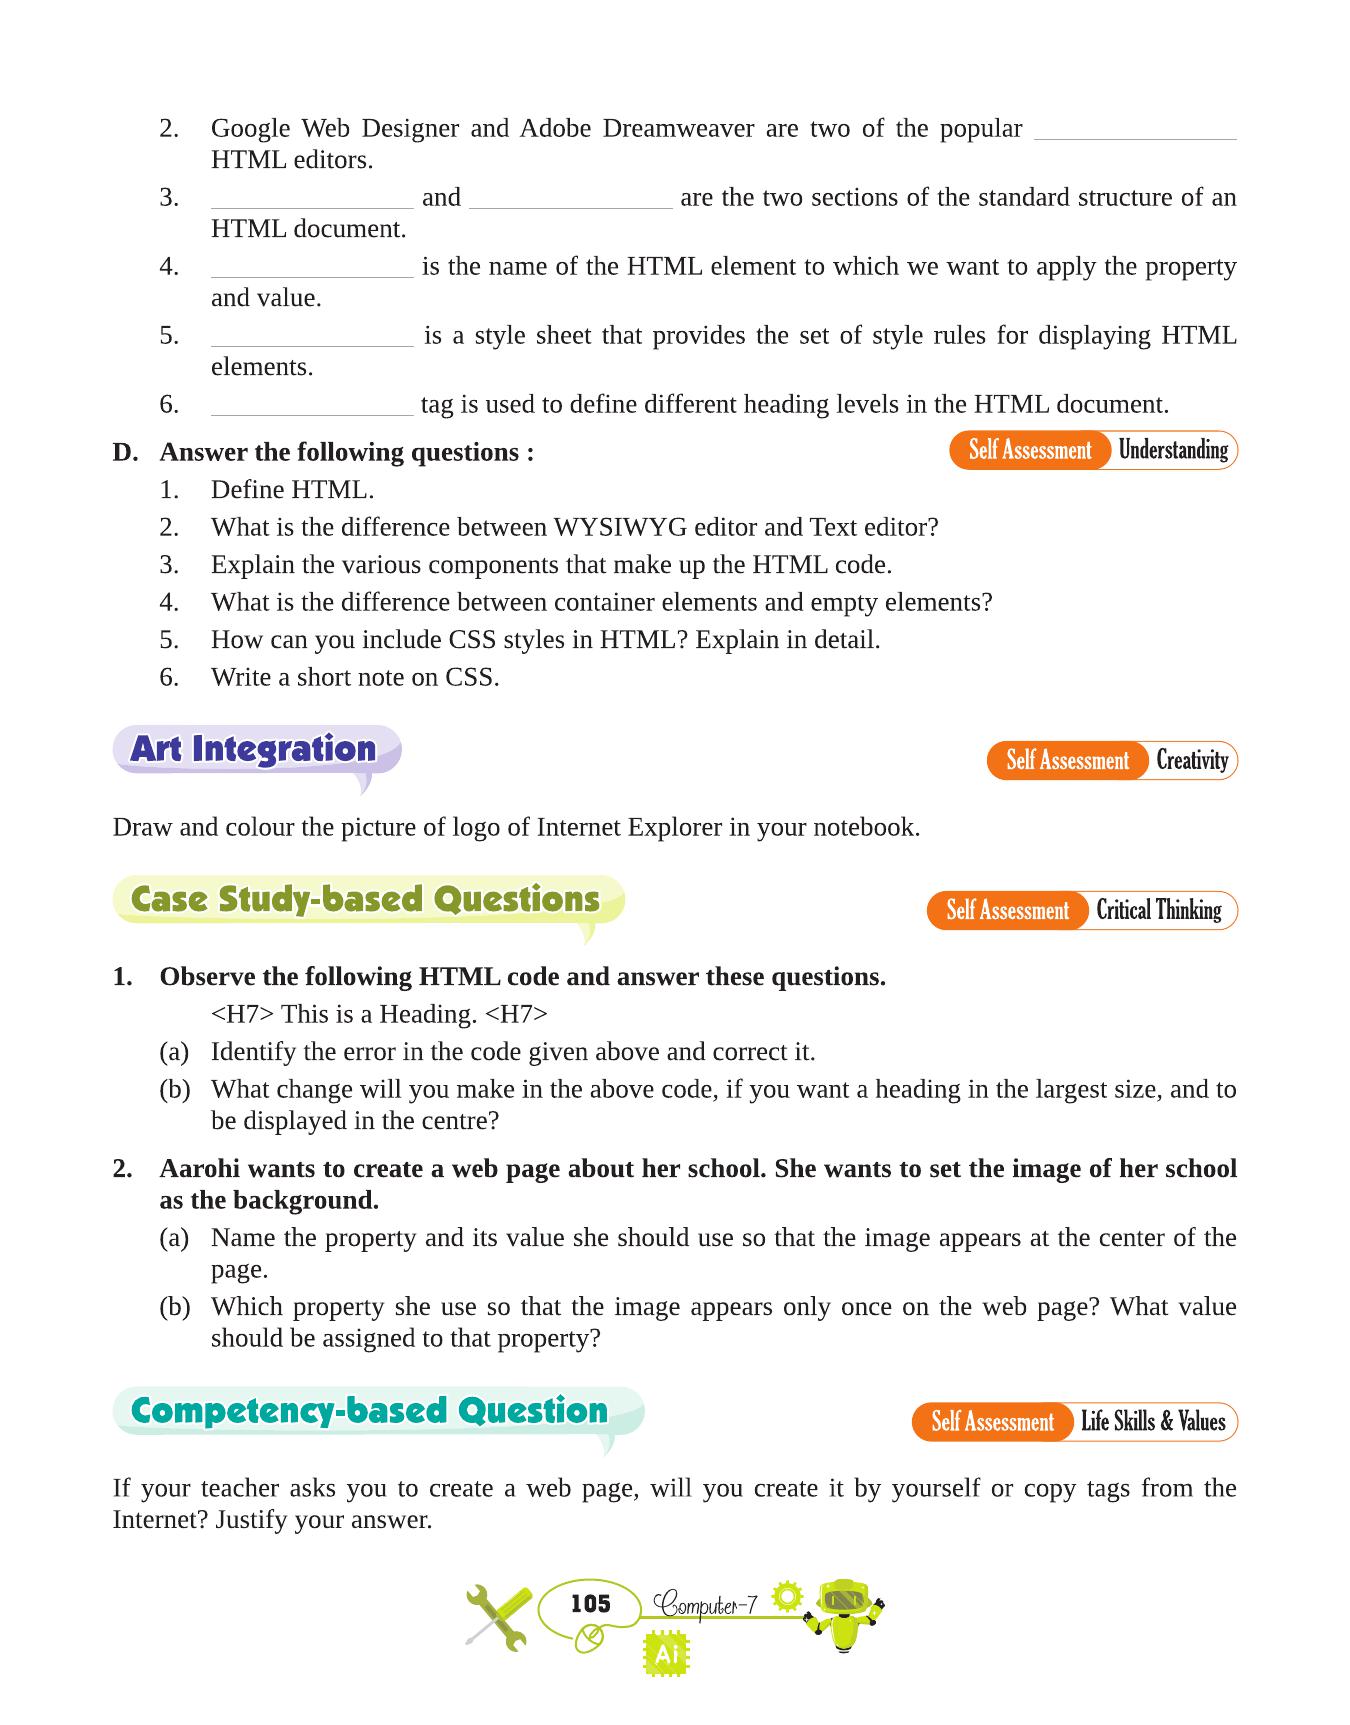 2. Google Web Designer and Adobe Dreamweaver are two of the popular _______________
HTML editors.
3. _______________ and _______________ are the two sections of the standard structure of an
HTML document.
4. _______________ is the name of the HTML element to which we want to apply the property
and value.
5. _______________ is a style sheet that provides the set of style rules for displaying HTML
elements.
6. _______________ tag is used to define different heading levels in the HTML document.
D. Answer the following questions : Self Assessment Understanding
1. Define HTML.
2. What is the difference between WYSIWYG editor and Text editor?
3. Explain the various components that make up the HTML code.
4. What is the difference between container elements and empty elements?
5. How can you include CSS styles in HTML? Explain in detail.
6. Write a short note on CSS.
Art Integration Self Assessment Creativity
Draw and colour the picture of logo of Internet Explorer in your notebook.
Case Study-based Questions Self Assessment Critical Thinking
1. Observe the following HTML code and answer these questions.
<H7> This is a Heading. <H7>
(a) Identify the error in the code given above and correct it.
(b) What change will you make in the above code, if you want a heading in the largest size, and to
be displayed in the centre?
2. Aarohi wants to create a web page about her school. She wants to set the image of her school
as the background.
(a) Name the property and its value she should use so that the image appears at the center of the
page.
(b) Which property she use so that the image appears only once on the web page? What value
should be assigned to that property?
Competency-based Question Self Assessment Life Skills & Values
If your teacher asks you to create a web page, will you create it by yourself or copy tags from the
Internet? Justify your answer.
105 Computer-7
Ai